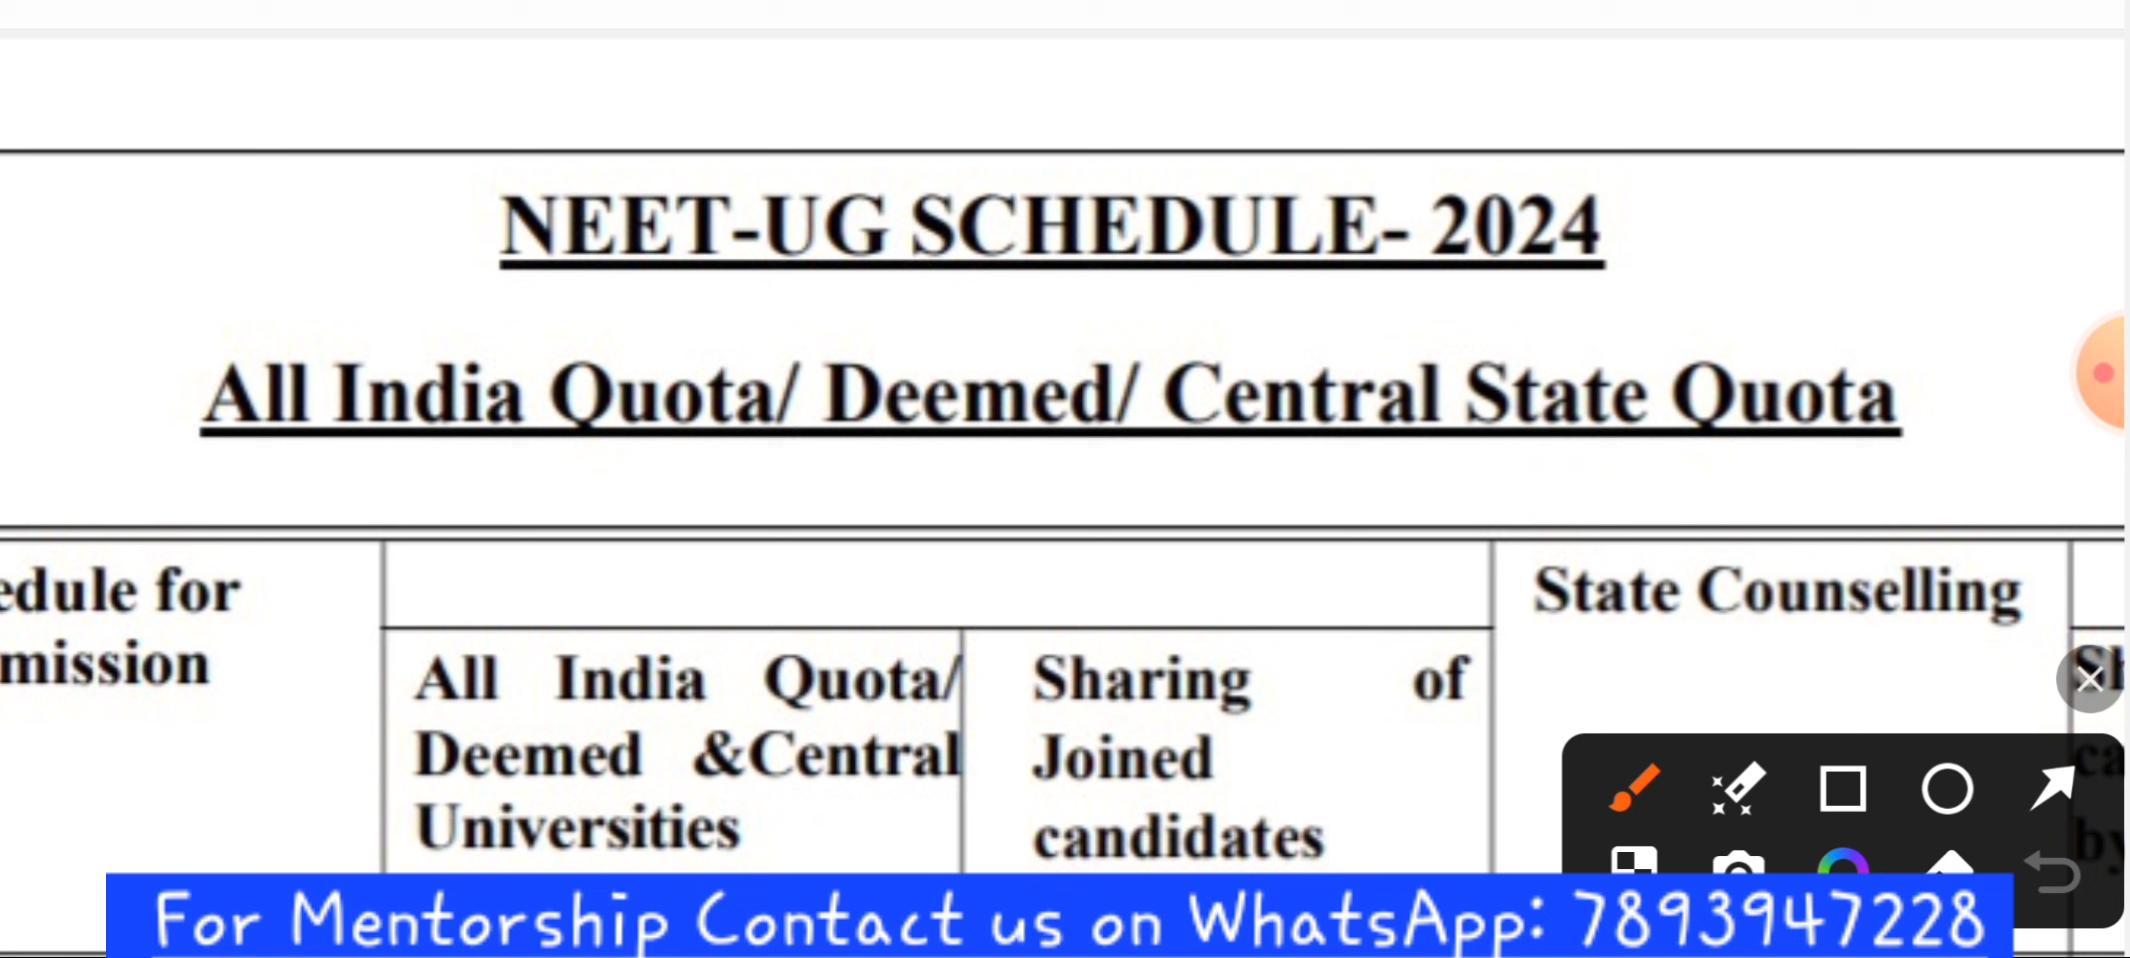 NEET-UG SCHEDULE- 2024
All India Quota/ Deemed/ Central State Quota
edule for
mission
All India Quota/
Deemed &Central
Universities
Sharing of
Joined
candidates
State Counselling
For Mentorship Contact us on WhatsApp: 7893947228